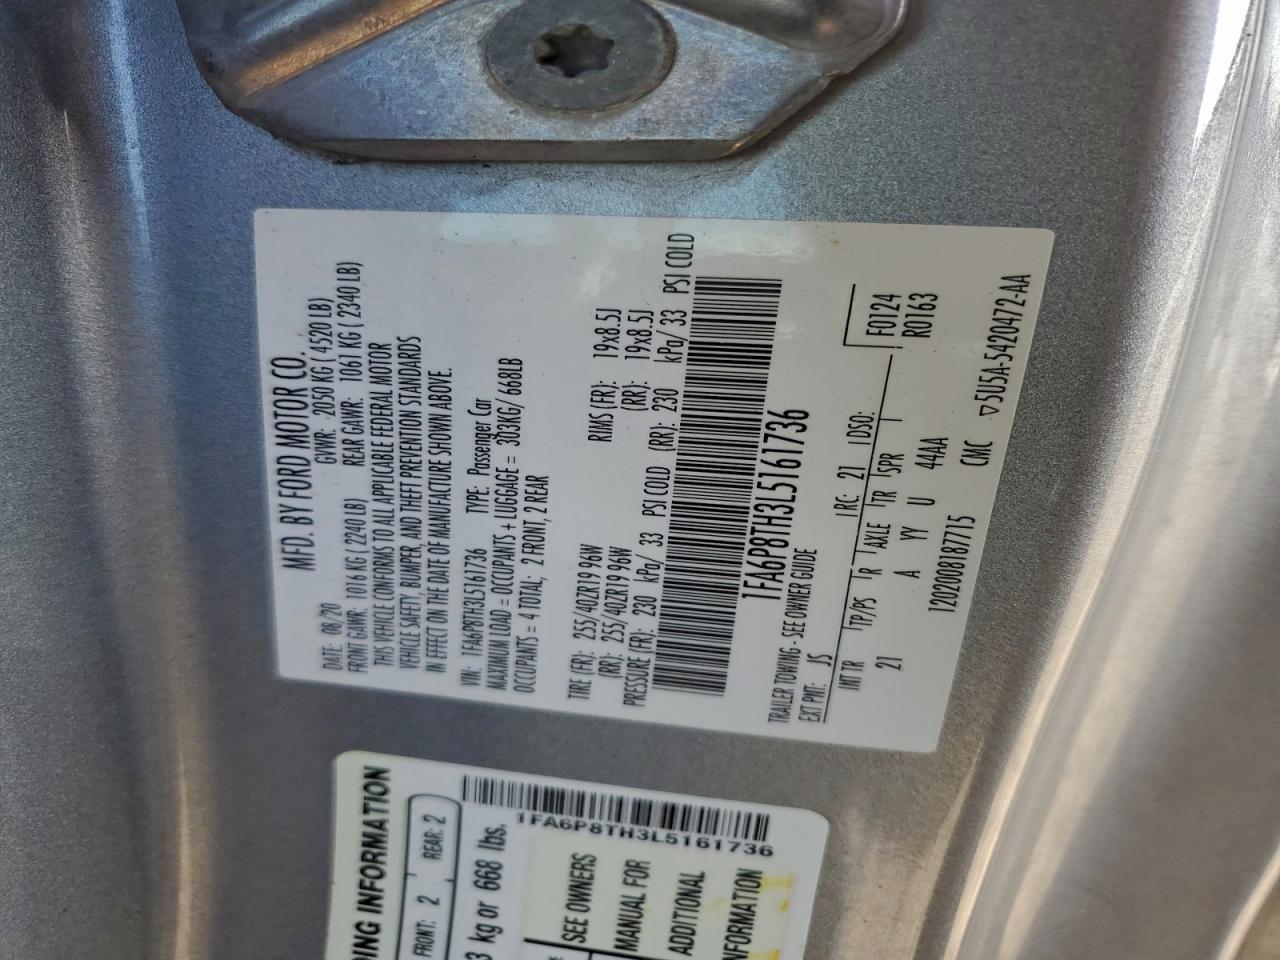 MFD. BY FORD MOTOR CO.
DATE: 08/20 GVWR: 2050 KG ( 4520 LB)
FRONT GAWR: 1016 KG ( 2240 LB) REAR GAWR: 1061 KG ( 2340 LB)
THIS VEHICLE CONFORMS TO ALL APPLICABLE FEDERAL MOTOR
VEHICLE SAFETY, BUMPER, AND THEFT PREVENTION STANDARDS
IN EFFECT ON THE DATE OF MANUFACTURE SHOWN ABOVE.
VIN: 1FA6P8TH3L5161736 TYPE: Passenger Car
MAXIMUM LOAD = OCCUPANTS + LUGGAGE = 303KG/ 668LB
OCCUPANTS = 4 TOTAL; 2 FRONT, 2 REAR
TIRE (FR): 255/40ZR19 96W RIMS (FR): 19x8.5J
(RR): 255/40ZR19 96W (RR): 19x8.5J
PRESSURE (FR): 230 kPa/ 33 PSI COLD (RR): 230 kPa/ 33 PSI COLD
1FA6P8TH3L5161736
TRAILER TOWING - SEE OWNER GUIDE
EXT PNT: JS RC: 21 DSO: F0124
INT TR TP/PS R AXLE TR SPR R0163
21 A YY U 44AA
12020008187715 CMC ▽5U5A-5420472-AA
DING INFORMATION
FRONT: 2 REAR: 2
1FA6P8TH3L5161736
3 kg or 668 lbs.
SEE OWNERS
MANUAL FOR
ADDITIONAL
NFORMATION